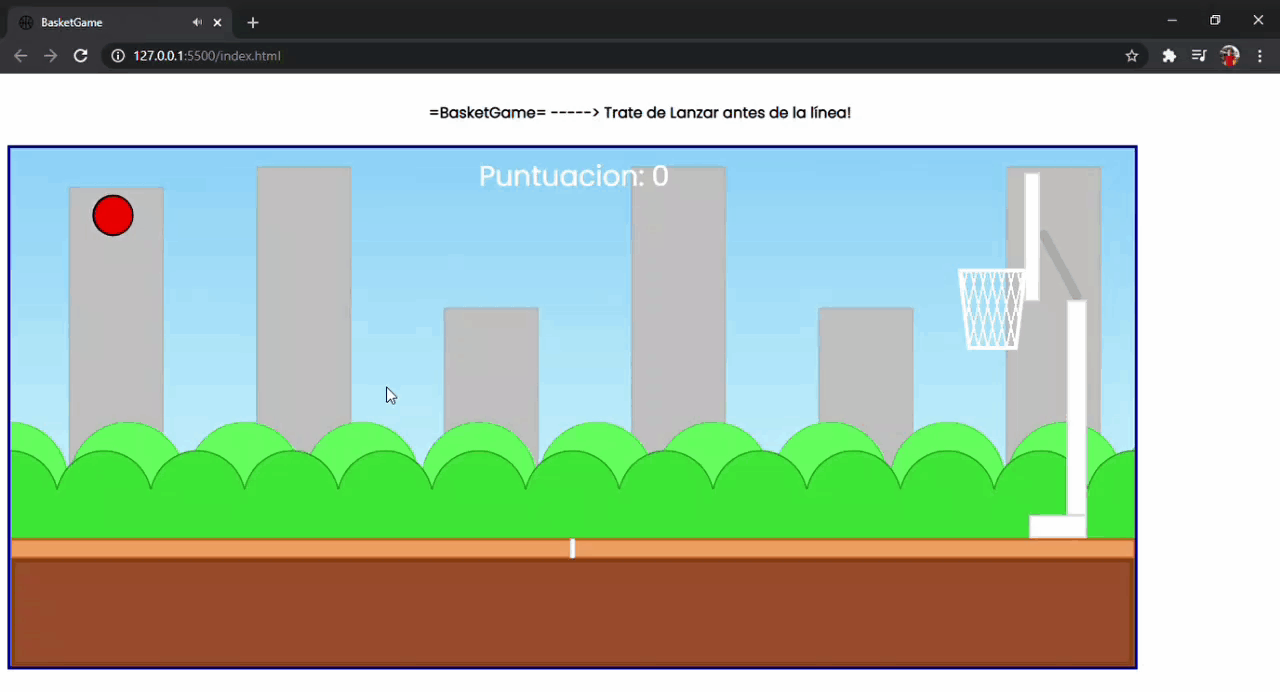 BasketGame
127.0.0.1:5500/index.html
=BasketGame= -----> Trate de Lanzar antes de la línea!
Puntuacion: 0